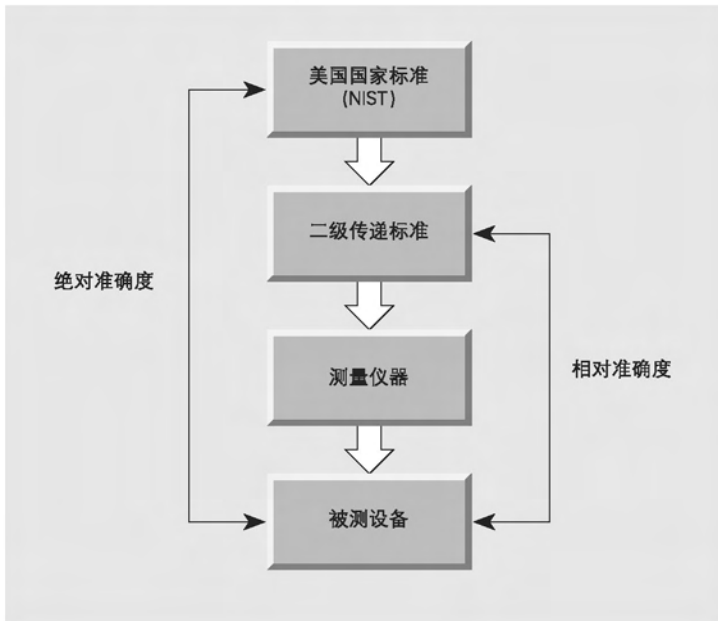 美国国家标准
(NIST)
二级传递标准
绝对准确度
测量仪器
相对准确度
被测设备